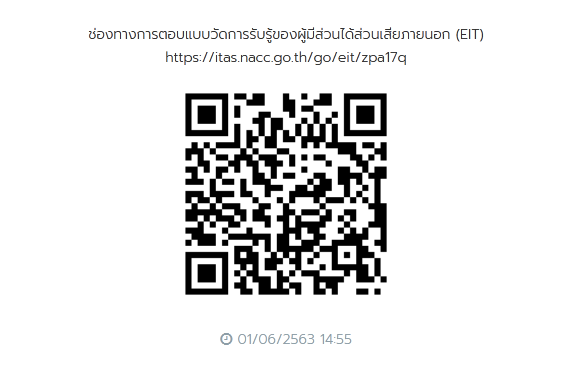 ช่องทางการตอบแบบวัดการรับรู้ของผู้มีส่วนได้ส่วนเสียภายนอก (EIT)
https://itas.nacc.go.th/go/eit/zpa17q
01/06/2563 14:55